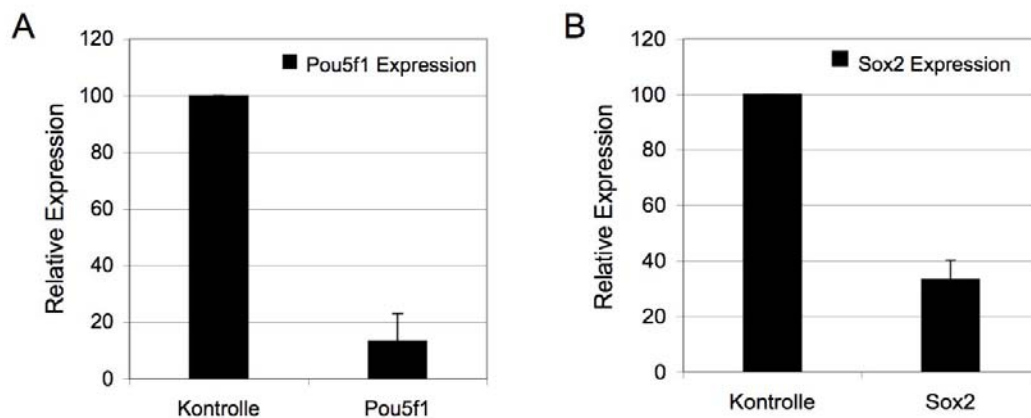 A
Relative Expression
120
100
80
60
40
20
0
Pou5f1 Expression
Kontrolle
Pou5f1
B
Relative Expression
120
100
80
60
40
20
0
Sox2 Expression
Kontrolle
Sox2